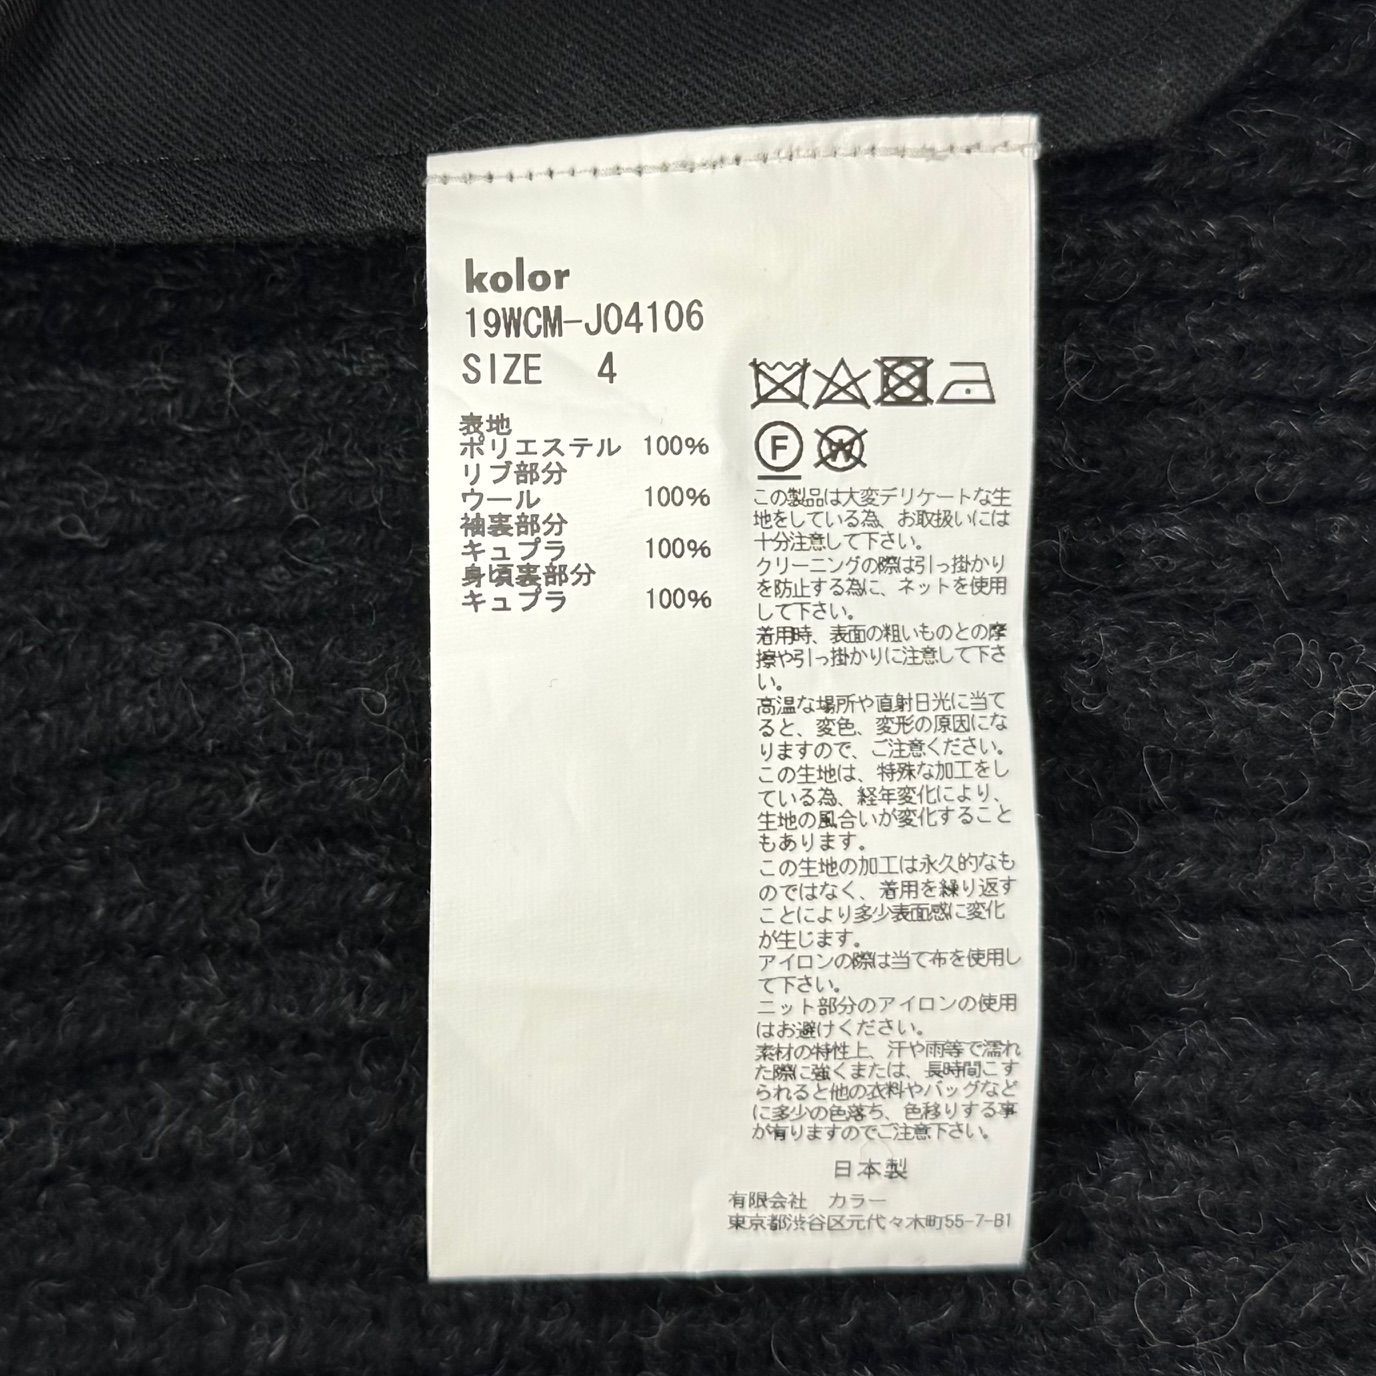 kolor
19WCM-J04106
SIZE 4
表地
ポリエステル 100%
リブ部分
ウール 100%
袖裏部分
キュプラ 100%
身頃裏部分
キュプラ 100%
F
W
この製品は大変デリケートな生
地をしている為、お取扱いには
十分注意して下さい。
クリーニングの際は引っ掛かり
を防止する為に、ネットを使用
して下さい。
着用時、表面の粗いものとの摩
擦や引っ掛かりに注意して下さ
い。
高温な場所や直射日光に当て
ると、変色、変形の原因にな
りますので、ご注意ください。
この生地は、特殊な加工をし
ている為、経年変化により、
生地の風合いが変化すること
もあります。
この生地の加工は永久的なも
のではなく、着用を繰り返す
ことにより多少表面感に変化
が生じます。
アイロンの際は当て布を使用し
て下さい。
ニット部分のアイロンの使用
はお避けください。
素材の特性上、汗や雨等で濡れ
た際に強くまたは、長時間こす
られると他の衣料やバッグなど
に多少の色落ち、色移りする事
が有りますのでご注意下さい。
日本製
有限会社 カラー
東京都渋谷区元代々木町55-7-B1